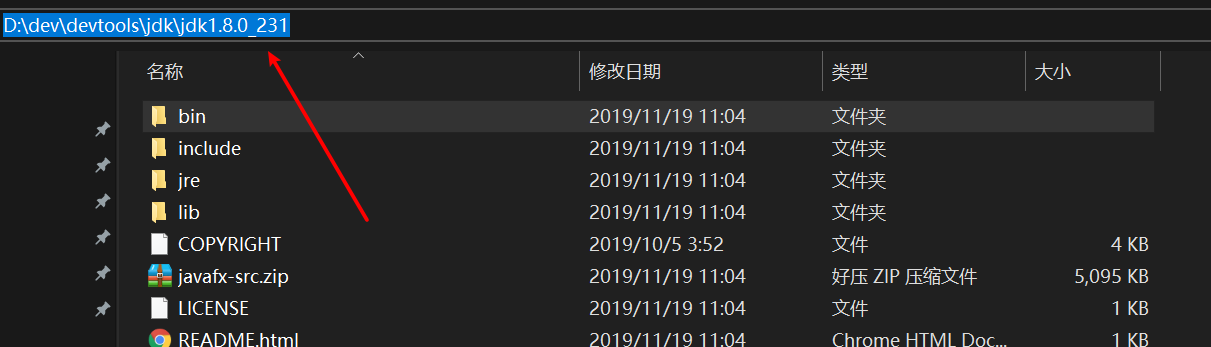 D:\dev\devtools\jdk\jdk1.8.0_231
名称 修改日期 类型 大小
bin 2019/11/19 11:04 文件夹
include 2019/11/19 11:04 文件夹
jre 2019/11/19 11:04 文件夹
lib 2019/11/19 11:04 文件夹
COPYRIGHT 2019/10/5 3:52 文件 4 KB
javafx-src.zip 2019/11/19 11:04 好压 ZIP 压缩文件 5,095 KB
LICENSE 2019/11/19 11:04 文件 1 KB
README.html 2019/11/19 11:04 Chrome HTML Doc... 1 KB